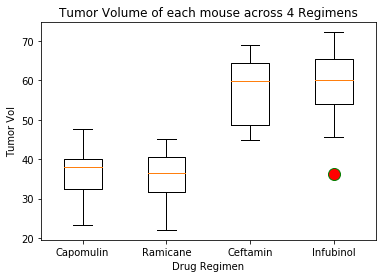 Tumor Volume of each mouse across 4 Regimens
Tumor Vol
70
60
50
40
30
20
Capomulin Ramicane Ceftamin Infubinol
Drug Regimen